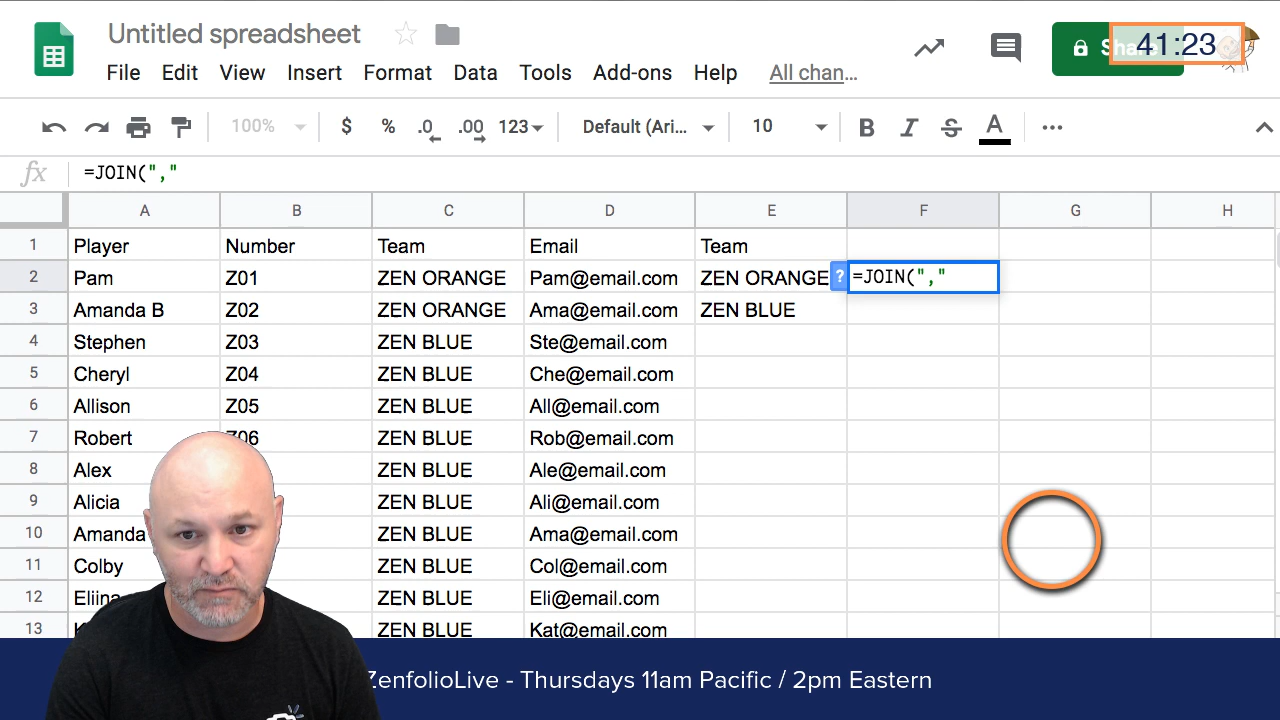 Untitled spreadsheet
File Edit View Insert Format Data Tools Add-ons Help All chan…
41:23
100% $ % .0 .00 123 Default (Ari... 10 B I S A
fx =JOIN(","
A B C D E F G H
1 Player Number Team Email Team
2 Pam Z01 ZEN ORANGE Pam@email.com ZEN ORANGE ? =JOIN(","
3 Amanda B Z02 ZEN ORANGE Ama@email.com ZEN BLUE
4 Stephen Z03 ZEN BLUE Ste@email.com
5 Cheryl Z04 ZEN BLUE Che@email.com
6 Allison Z05 ZEN BLUE All@email.com
7 Robert Z06 ZEN BLUE Rob@email.com
8 Alex ZEN BLUE Ale@email.com
9 Alicia ZEN BLUE Ali@email.com
10 Amanda ZEN BLUE Ama@email.com
11 Colby ZEN BLUE Col@email.com
12 ZEN BLUE Eli@email.com
13 ZEN BLUE Kat@email.com
ZenfolioLive - Thursdays 11am Pacific / 2pm Eastern